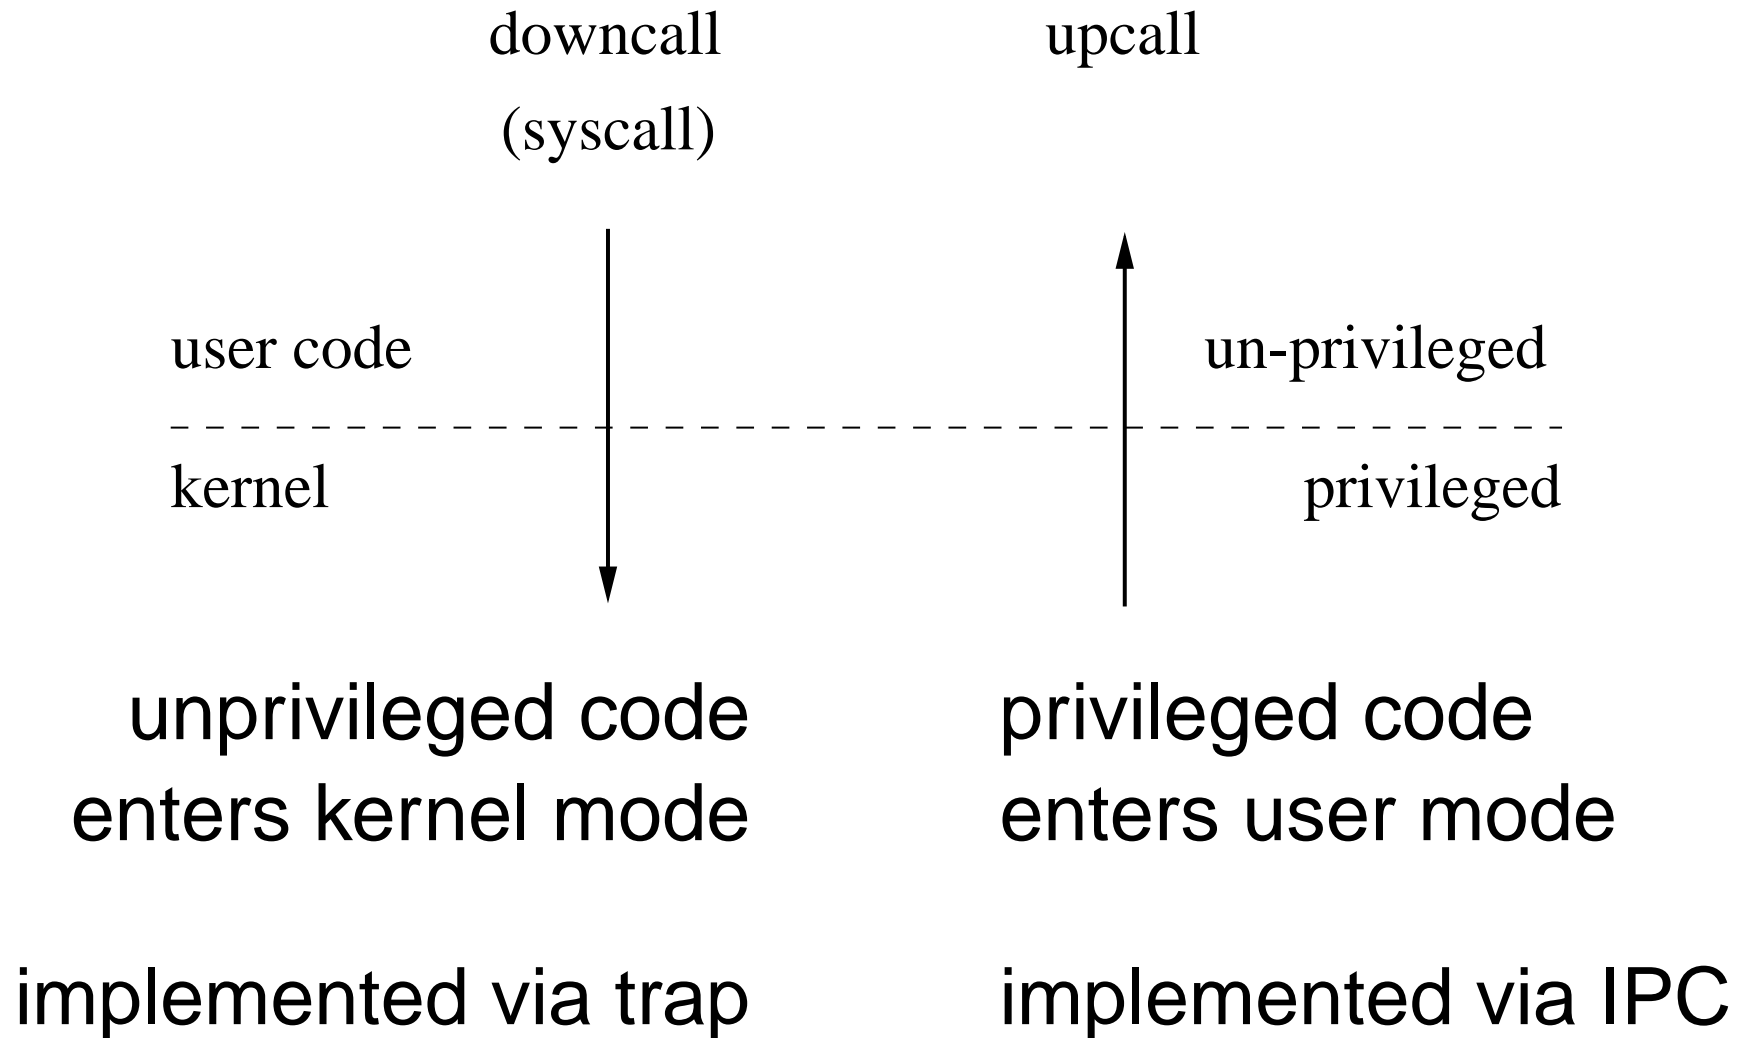 downcall
(syscall)
upcall
user code
un-privileged
kernel
privileged
unprivileged code
enters kernel mode
privileged code
enters user mode
implemented via trap
implemented via IPC